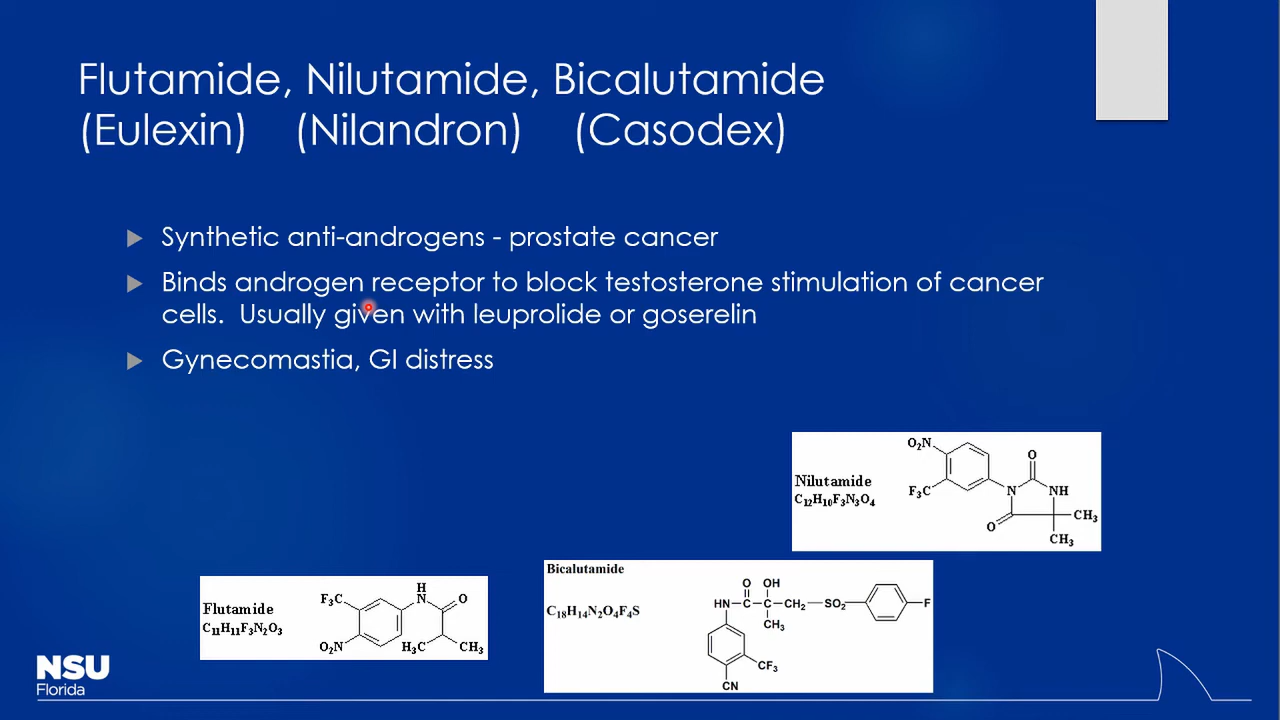 Flutamide, Nilutamide, Bicalutamide
(Eulexin) (Nilandron) (Casodex)
Synthetic anti-androgens - prostate cancer
Binds androgen receptor to block testosterone stimulation of cancer
cells. Usually given with leuprolide or goserelin
Gynecomastia, GI distress
Nilutamide
C₁₂H₁₀F₃N₃O₄
O₂N
F₃C
O
N
NH
O
CH₃
CH₃
Bicalutamide
C₁₈H₁₄N₂O₄F₄S
O OH
HN C C CH₂ SO₂ F
CH₃
CF₃
CN
Flutamide
C₁₁H₁₁F₃N₂O₃
F₃C
H
N
O
O₂N
H₃C
CH₃
NSU
Florida